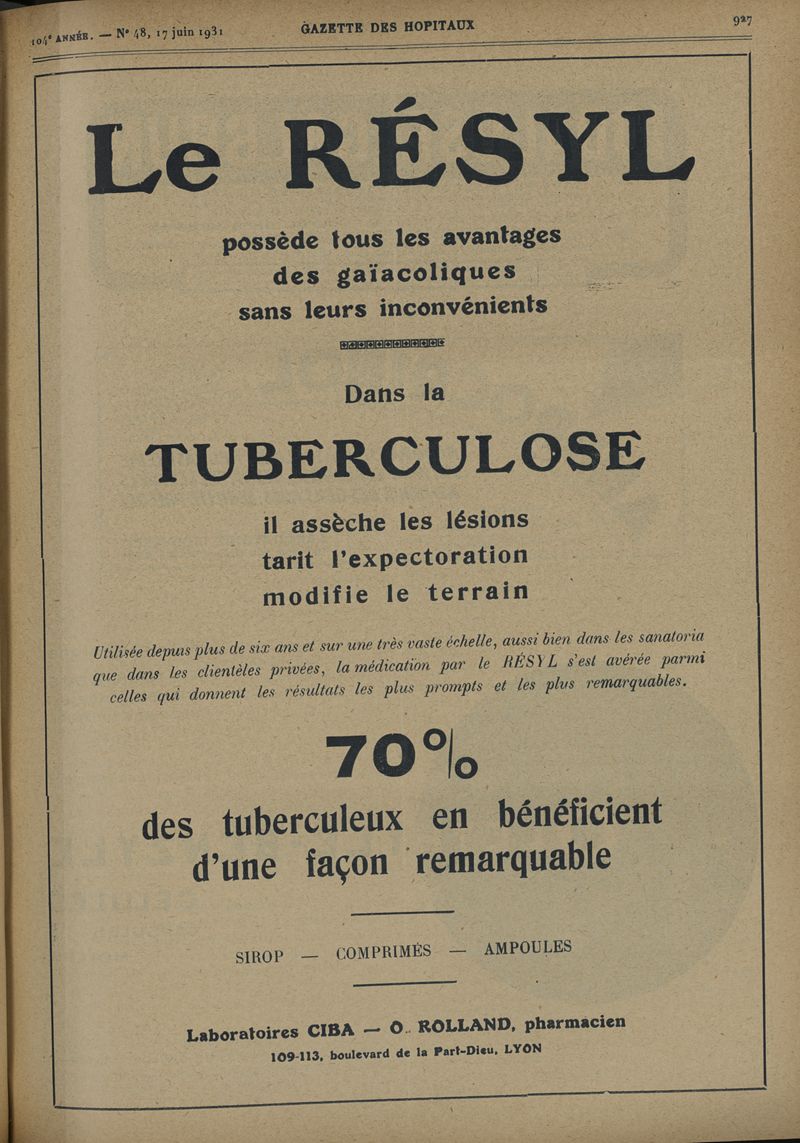 104e ANNÉE. — No 48, 17 juin 1931
GAZETTE DES HOPITAUX
927
Le RÉSYL
possède tous les avantages
des gaïacoliques
sans leurs inconvénients
Dans la
TUBERCULOSE
il assèche les lésions
tarit l'expectoration
modifie le terrain
Utilisée depuis plus de six ans et sur une très vaste échelle, aussi bien dans les sanatoria
que dans les clientèles privées, la médication par le RÉSYL s'est avérée parmi
celles qui donnent les résultats les plus prompts et les plus remarquables.
70%
des tuberculeux en bénéficient
d'une façon remarquable
SIROP — COMPRIMÉS — AMPOULES
Laboratoires CIBA — O. ROLLAND, pharmacien
109-113, boulevard de la Part-Dieu, LYON